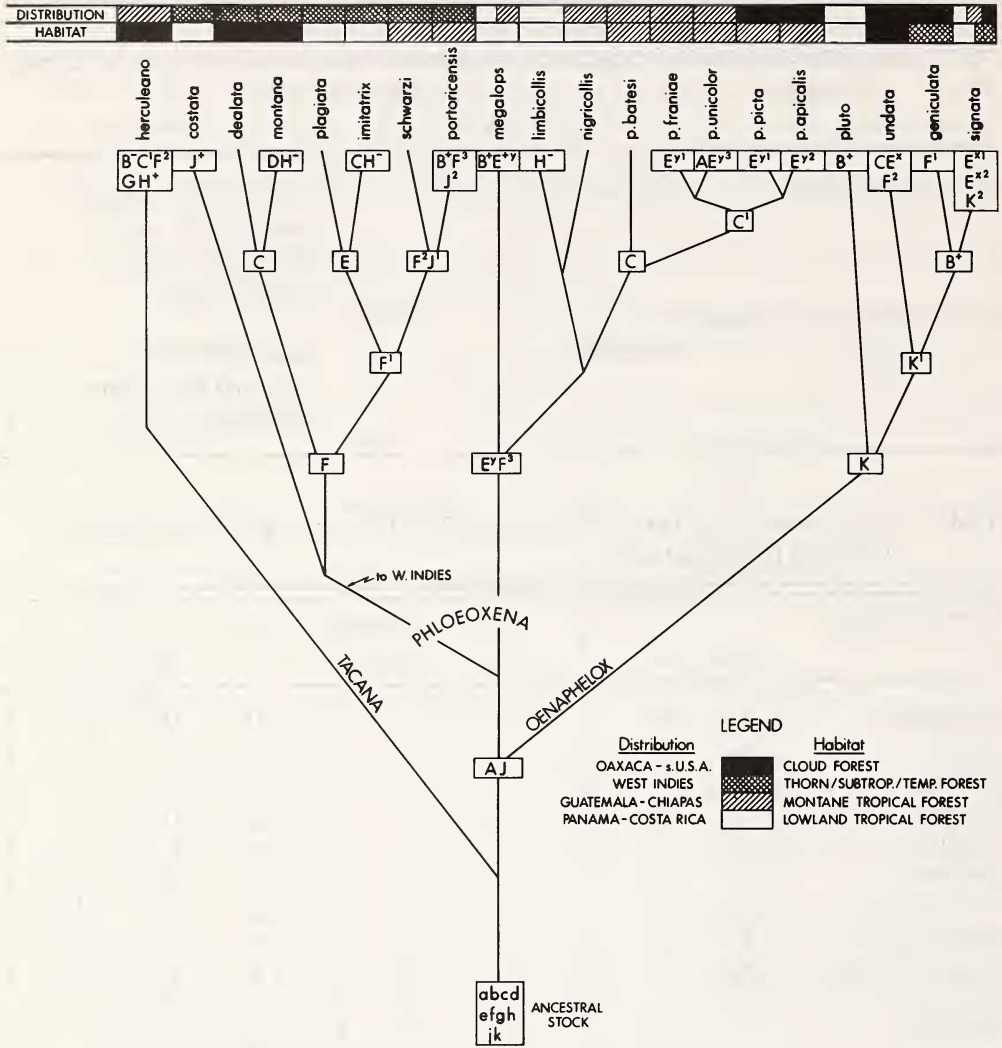 DISTRIBUTION
HABITAT
herculeano
costata
dealata
montana
plagiata
imitatrix
schwarzi
portoricensis
megalops
limbicollis
nigricollis
p.batesi
p.franiae
p.unicolor
p.picta
p.apicalis
pluto
undata
geniculata
signata
B⁻C¹F² J⁺ DH⁻ CH⁻ B⁺F³ B⁺E⁺ʸ H⁻ Eʸ¹ AEʸ³ Eʸ¹ Eʸ² B⁺ CEˣ F¹ Eˣ¹
GH⁺ J² F² Eˣ²
K²
C¹
C E F²J¹ C B⁺
F¹ K¹
F EʸF³ K
to W. INDIES
PHLOEOXENA
TACANA
OENAPHELOX
AJ
LEGEND
Distribution Habitat
OAXACA - s.U.S.A. CLOUD FOREST
WEST INDIES THORN/SUBTROP./TEMP. FOREST
GUATEMALA - CHIAPAS MONTANE TROPICAL FOREST
PANAMA - COSTA RICA LOWLAND TROPICAL FOREST
abcd
efgh
jk
ANCESTRAL
STOCK